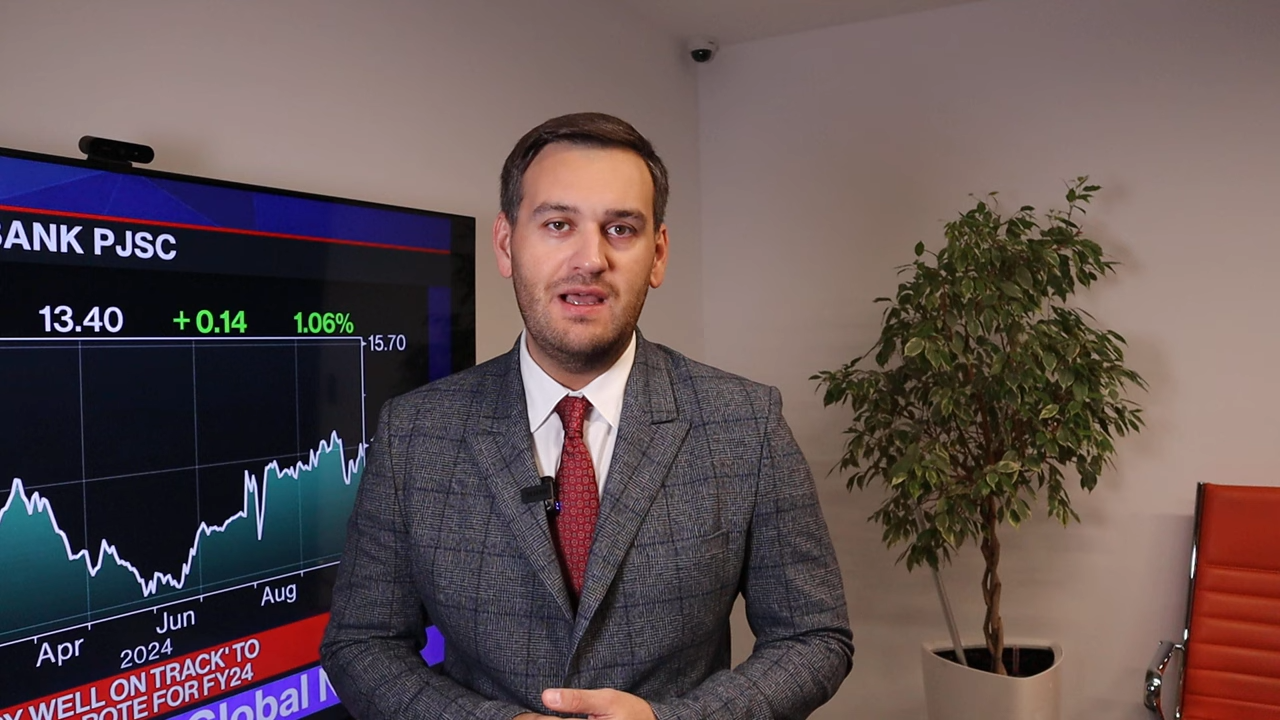 BANK PJSC
13.40 + 0.14 1.06%
15.70
Apr Jun Aug
2024
WELL ON TRACK' TO
FOR FY24
Global